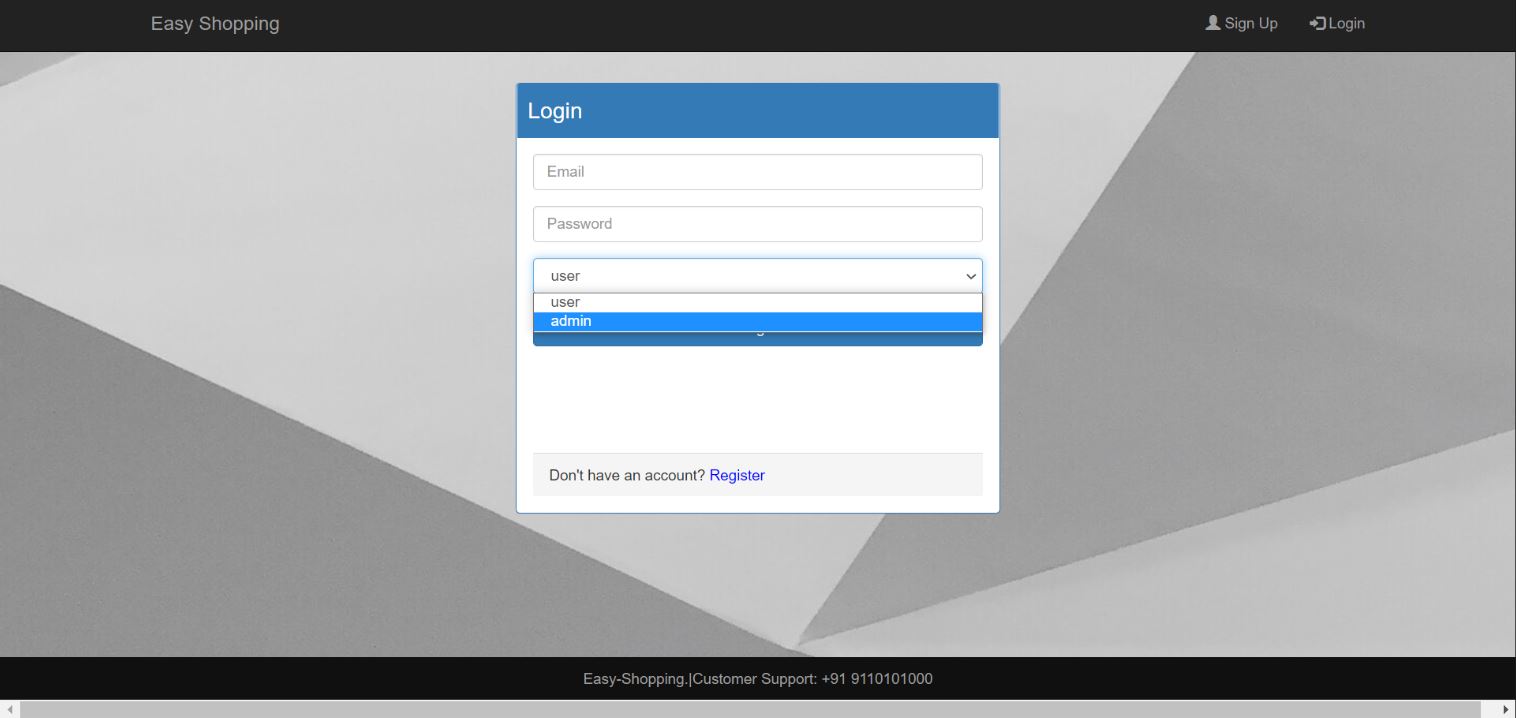 Easy Shopping
Sign Up
Login
Login
Email
Password
user
user
admin
Don't have an account? Register
Easy-Shopping.|Customer Support: +91 9110101000